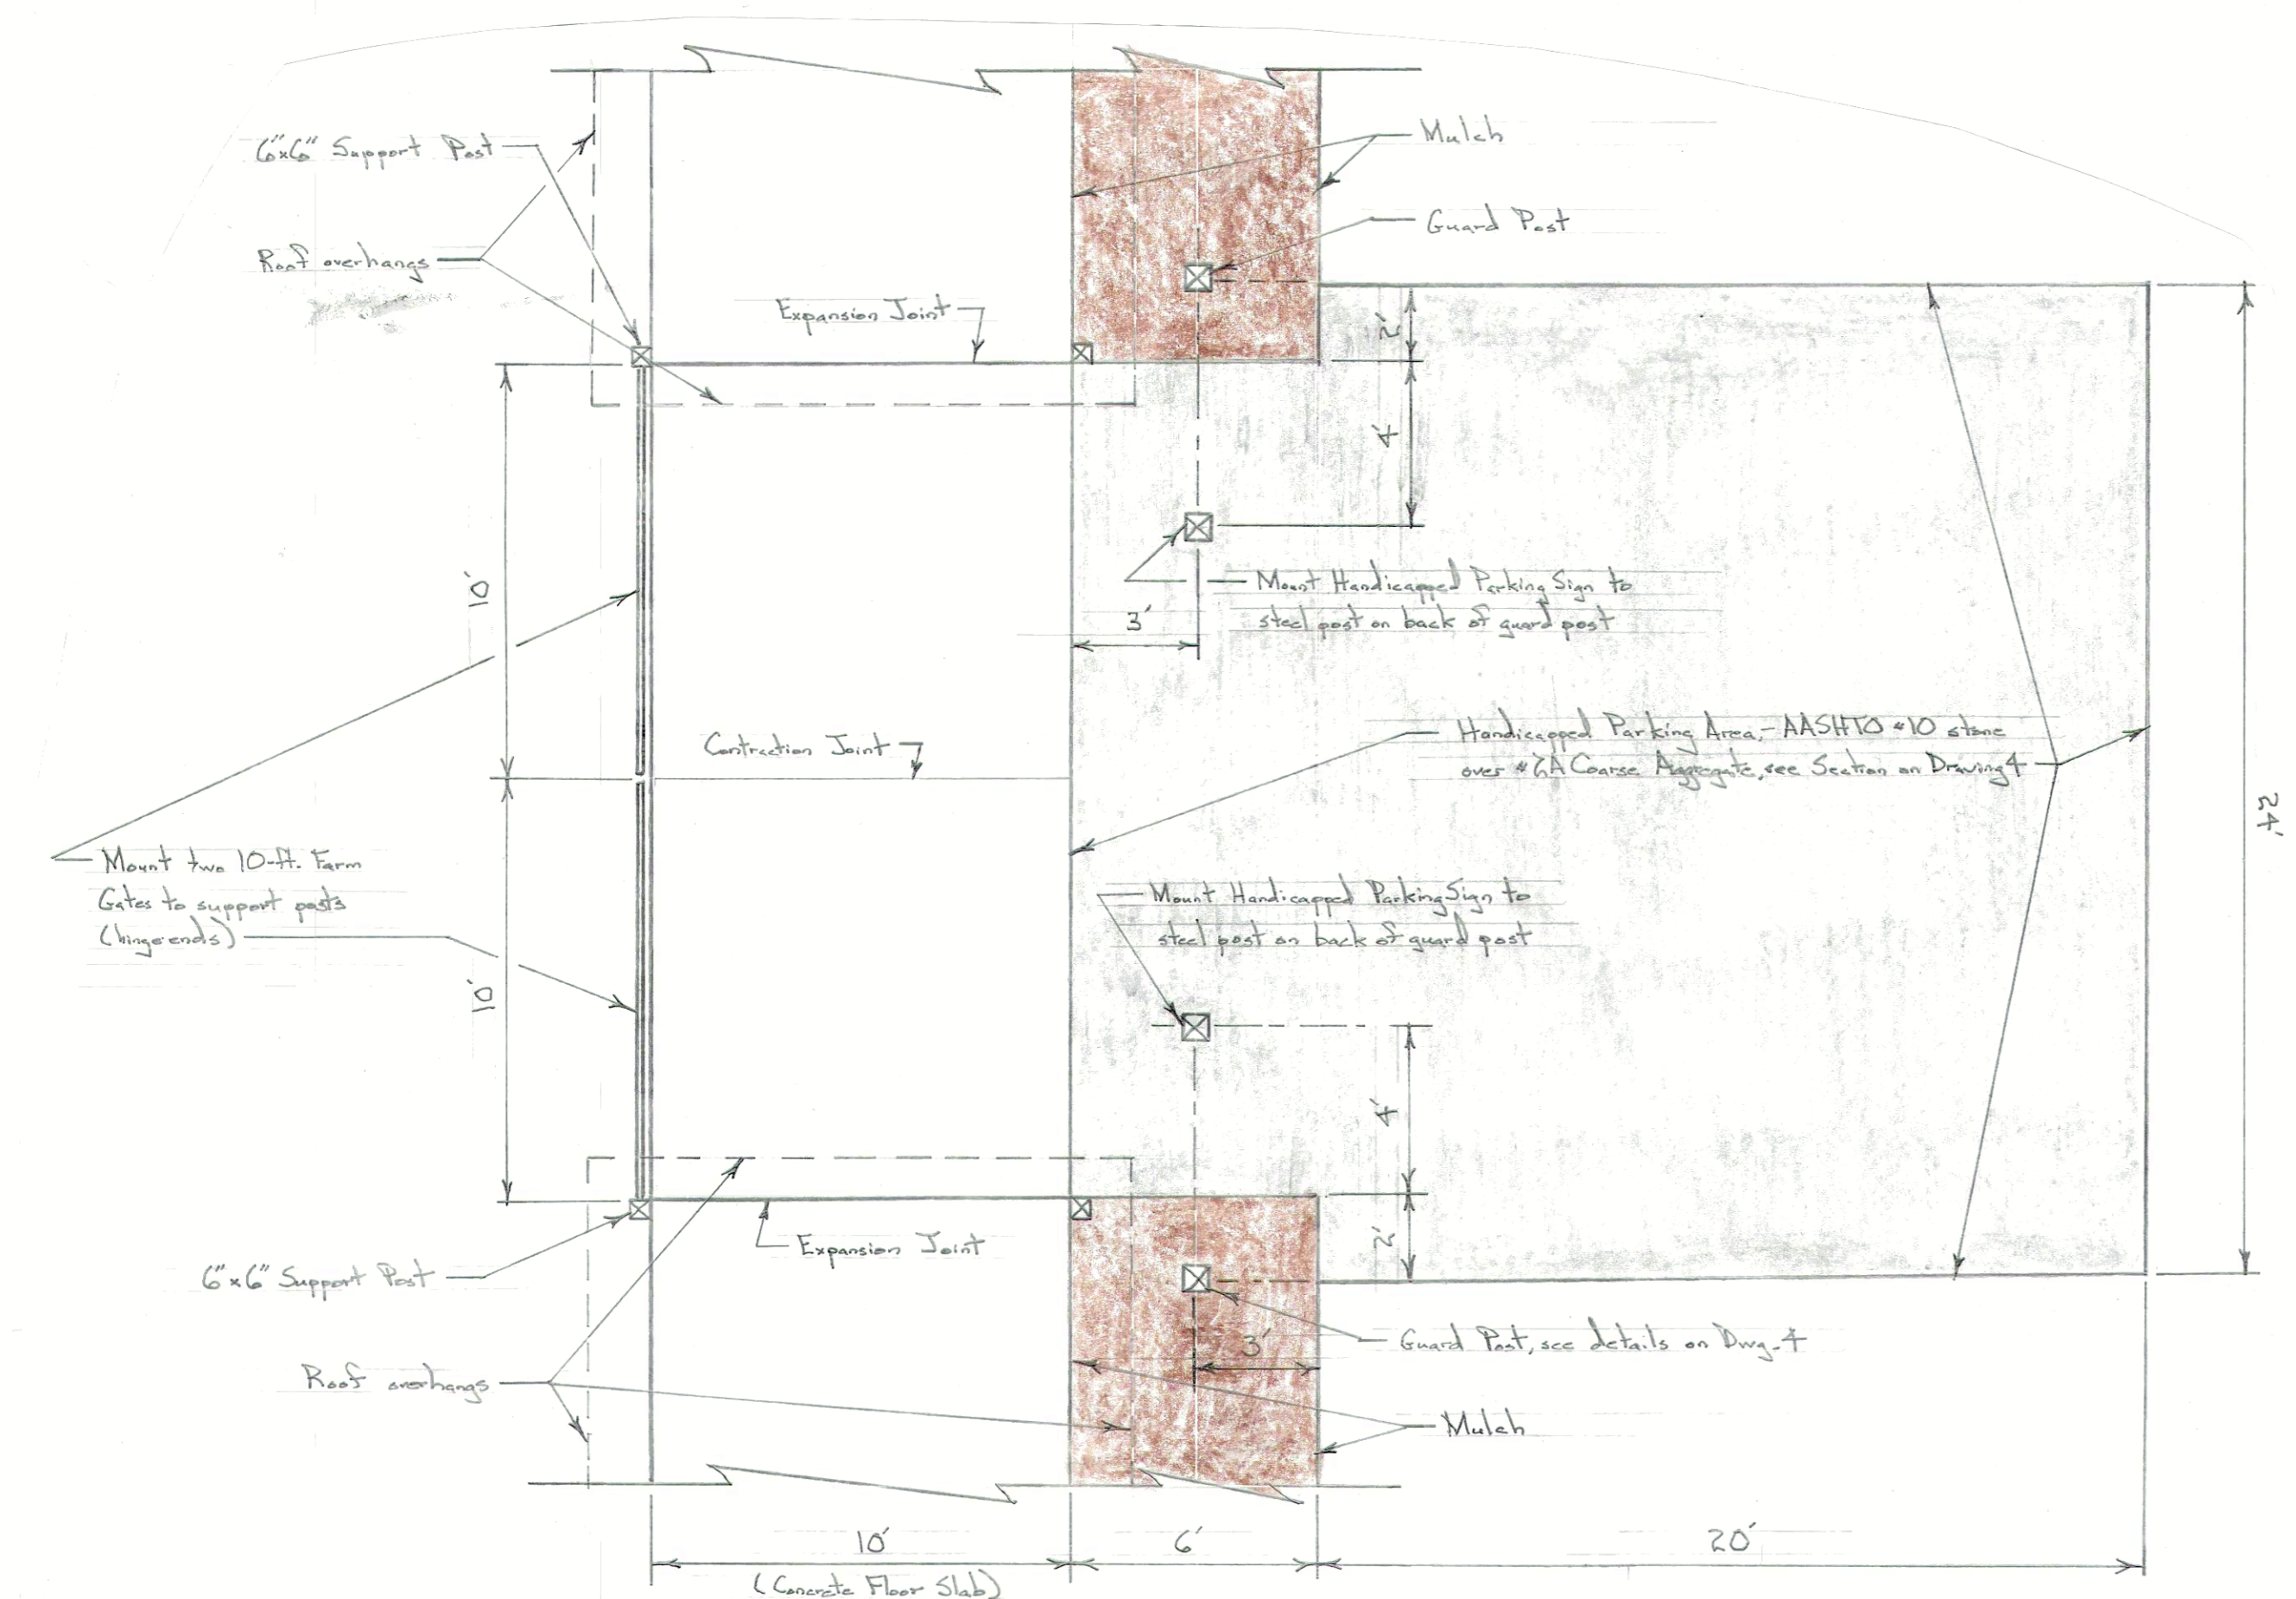 6"x6" Support Post
Mulch
Guard Post
Roof overhangs
Expansion Joint
2'
4'
10'
Mount Handicapped Parking Sign to
steel post on back of guard post
3'
Handicapped Parking Area,- AASHTO #10 stone
over #2A Coarse Aggregate, see Section on Drawing 4
Contraction Joint
24'
Mount two 10-ft. Farm
Gates to support posts
(hinge ends)
Mount Handicapped Parking Sign to
steel post on back of guard post
10'
4'
2'
Expansion Joint
6"x6" Support Post
Guard Post, see details on Dwg-4
3'
Roof overhangs
Mulch
10'
6'
20'
(Concrete Floor Slab)